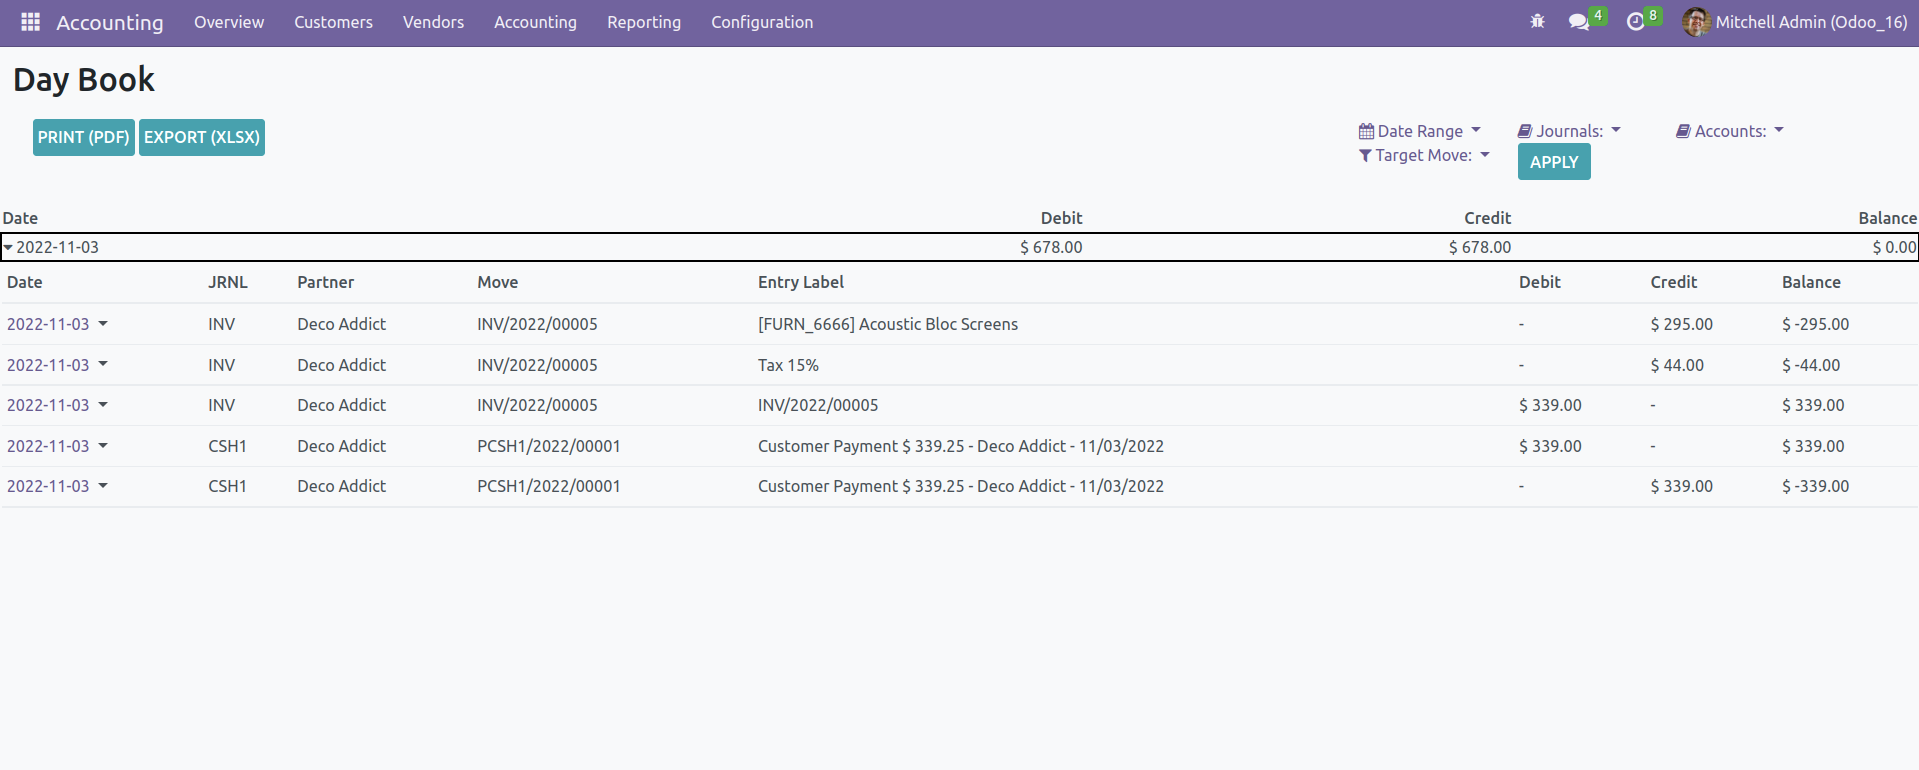 Accounting Overview Customers Vendors Accounting Reporting Configuration 4 8 Mitchell Admin (Odoo_16)
Day Book
PRINT (PDF) EXPORT (XLSX) Date Range Journals: Accounts:
Target Move: APPLY
Date Debit Credit Balance
2022-11-03 $ 678.00 $ 678.00 $ 0.00
Date JRNL Partner Move Entry Label Debit Credit Balance
2022-11-03 INV Deco Addict INV/2022/00005 [FURN_6666] Acoustic Bloc Screens - $ 295.00 $ -295.00
2022-11-03 INV Deco Addict INV/2022/00005 Tax 15% - $ 44.00 $ -44.00
2022-11-03 INV Deco Addict INV/2022/00005 INV/2022/00005 $ 339.00 - $ 339.00
2022-11-03 CSH1 Deco Addict PCSH1/2022/00001 Customer Payment $ 339.25 - Deco Addict - 11/03/2022 $ 339.00 - $ 339.00
2022-11-03 CSH1 Deco Addict PCSH1/2022/00001 Customer Payment $ 339.25 - Deco Addict - 11/03/2022 - $ 339.00 $ -339.00